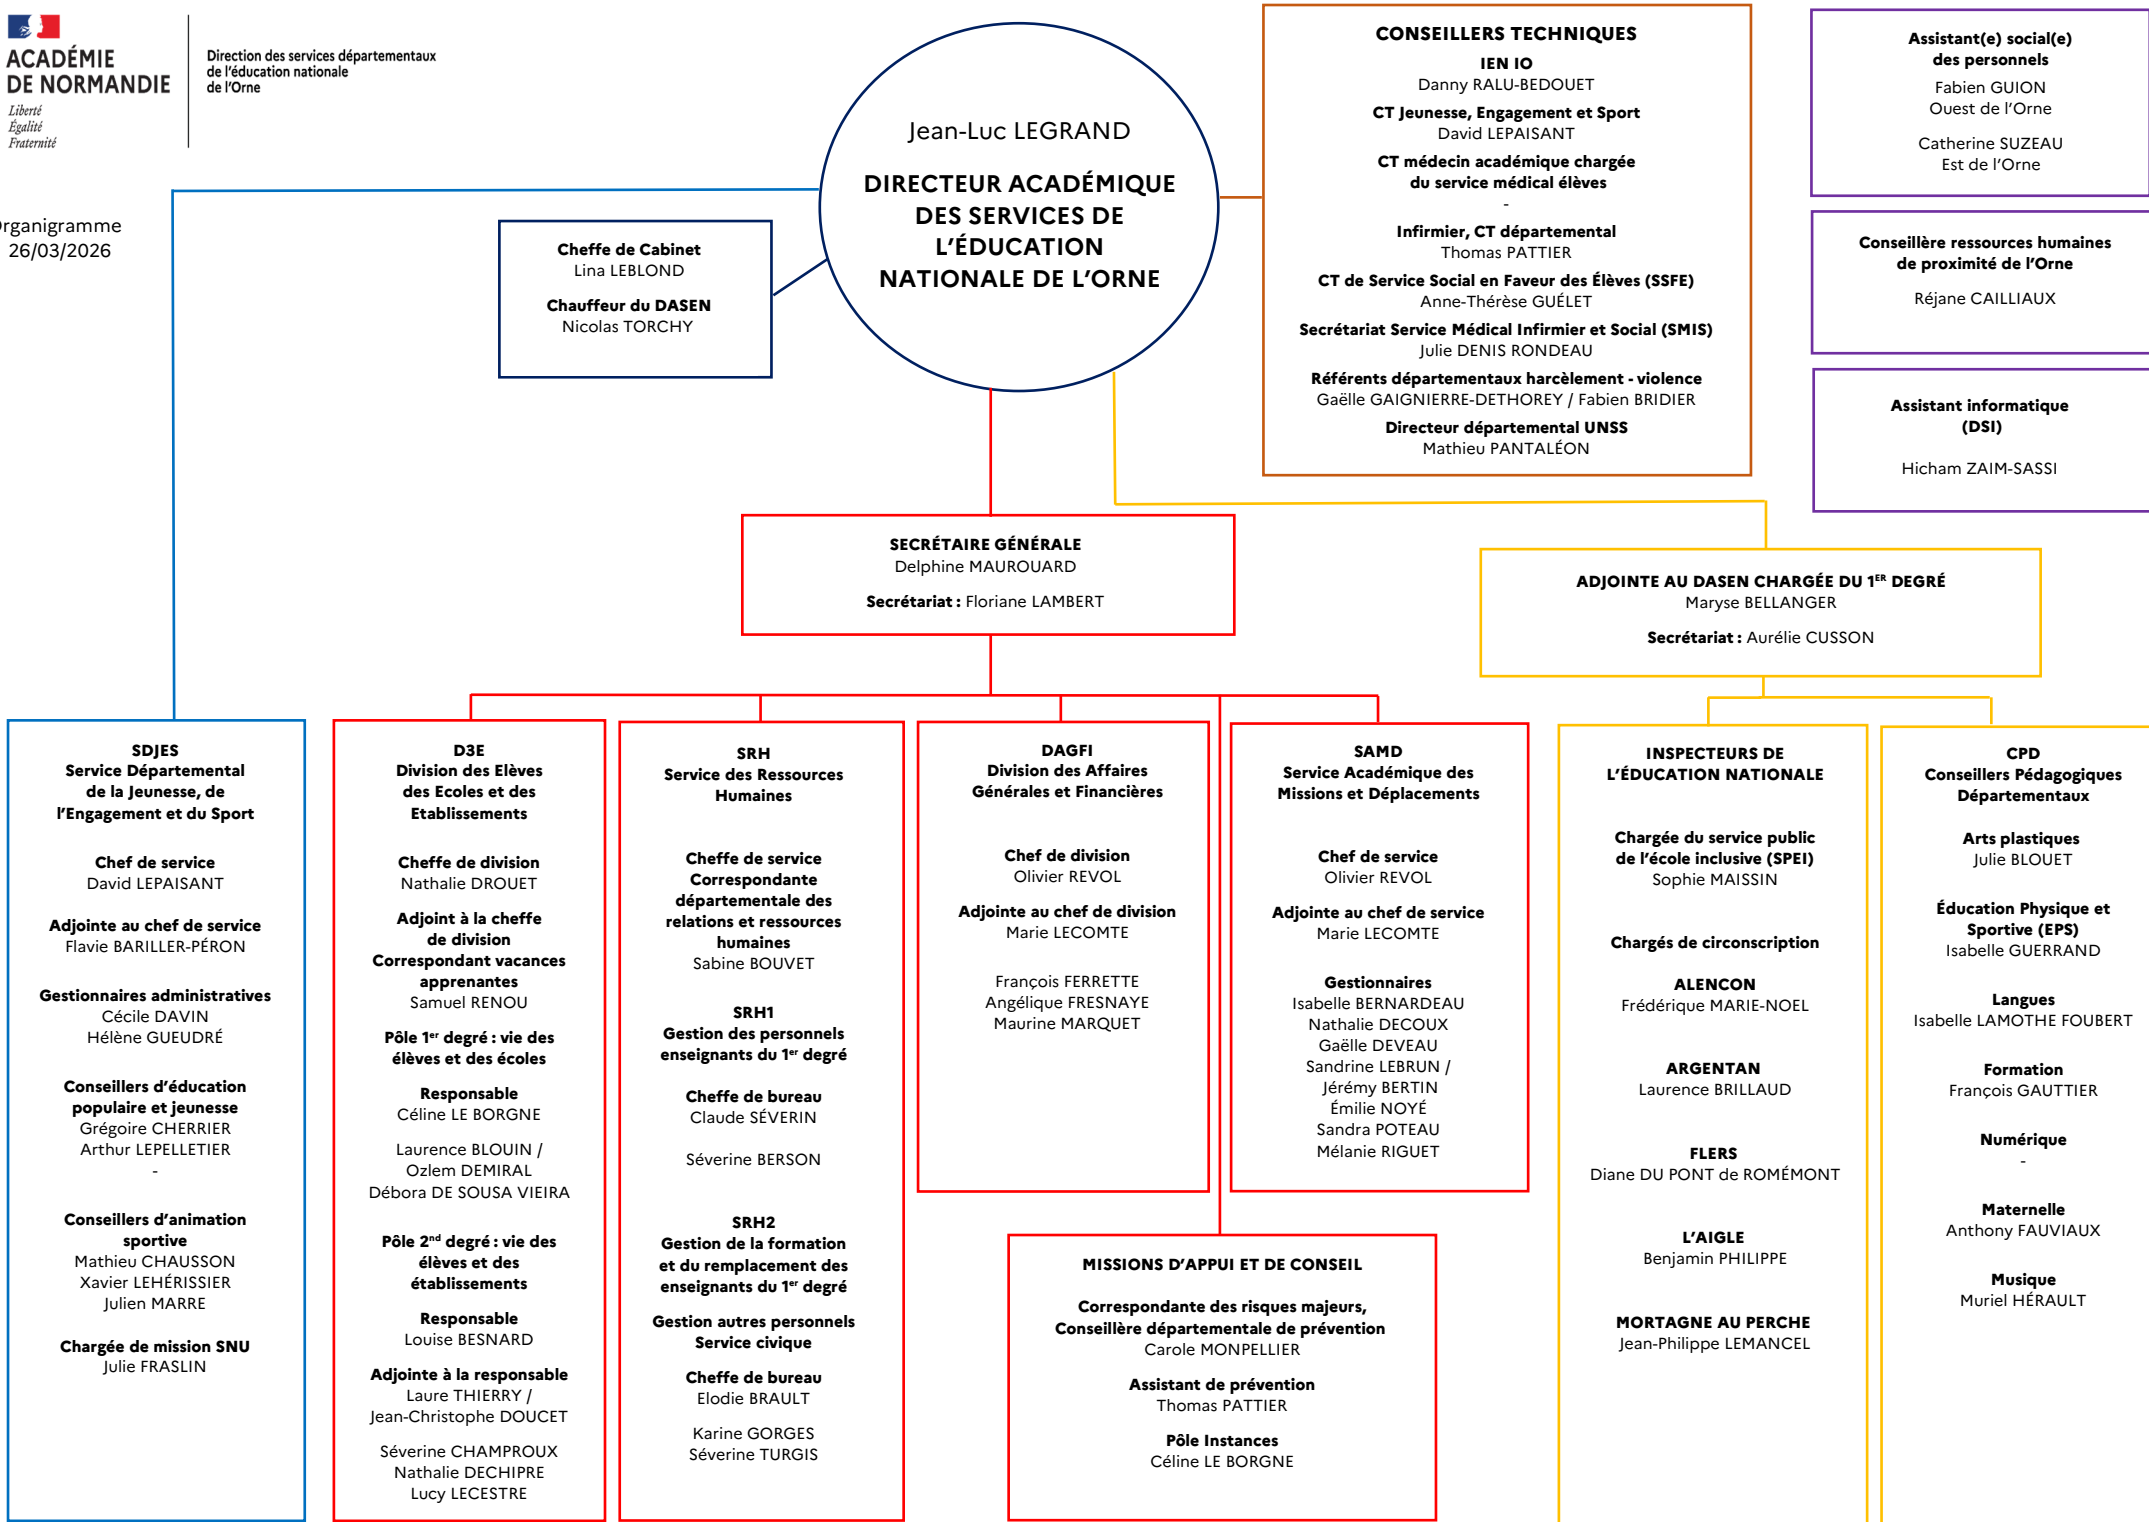 ACADÉMIE
DE NORMANDIE
Liberté
Égalité
Fraternité
Direction des services départementaux
de l'éducation nationale
de l'Orne
rganigramme
26/03/2026
Jean-Luc LEGRAND
DIRECTEUR ACADÉMIQUE
DES SERVICES DE
L'ÉDUCATION
NATIONALE DE L'ORNE
Cheffe de Cabinet
Lina LEBLOND
Chauffeur du DASEN
Nicolas TORCHY
CONSEILLERS TECHNIQUES
IEN IO
Danny RALU-BEDOUET
CT Jeunesse, Engagement et Sport
David LEPAISANT
CT médecin académique chargée
du service médical élèves
-
Infirmier, CT départemental
Thomas PATTIER
CT de Service Social en Faveur des Élèves (SSFE)
Anne-Thérèse GUÉLET
Secrétariat Service Médical Infirmier et Social (SMIS)
Julie DENIS RONDEAU
Référents départementaux harcèlement - violence
Gaëlle GAIGNIERRE-DETHOREY / Fabien BRIDIER
Directeur départemental UNSS
Mathieu PANTALÉON
Assistant(e) social(e)
des personnels
Fabien GUION
Ouest de l'Orne
Catherine SUZEAU
Est de l'Orne
Conseillère ressources humaines
de proximité de l'Orne
Réjane CAILLIAUX
Assistant informatique
(DSI)
Hicham ZAIM-SASSI
SECRÉTAIRE GÉNÉRALE
Delphine MAUROUARD
Secrétariat : Floriane LAMBERT
ADJOINTE AU DASEN CHARGÉE DU 1ER DEGRÉ
Maryse BELLANGER
Secrétariat : Aurélie CUSSON
SDJES
Service Départemental
de la Jeunesse, de
l'Engagement et du Sport
Chef de service
David LEPAISANT
Adjointe au chef de service
Flavie BARILLER-PÉRON
Gestionnaires administratives
Cécile DAVIN
Hélène GUEUDRÉ
Conseillers d'éducation
populaire et jeunesse
Grégoire CHERRIER
Arthur LEPELLETIER
-
Conseillers d'animation
sportive
Mathieu CHAUSSON
Xavier LEHÉRISSIER
Julien MARRE
Chargée de mission SNU
Julie FRASLIN
D3E
Division des Elèves
des Ecoles et des
Etablissements
Cheffe de division
Nathalie DROUET
Adjoint à la cheffe
de division
Correspondant vacances
apprenantes
Samuel RENOU
Pôle 1er degré : vie des
élèves et des écoles
Responsable
Céline LE BORGNE
Laurence BLOUIN /
Ozlem DEMIRAL
Débora DE SOUSA VIEIRA
Pôle 2nd degré : vie des
élèves et des
établissements
Responsable
Louise BESNARD
Adjointe à la responsable
Laure THIERRY /
Jean-Christophe DOUCET
Séverine CHAMPROUX
Nathalie DECHIPRE
Lucy LECESTRE
SRH
Service des Ressources
Humaines
Cheffe de service
Correspondante
départementale des
relations et ressources
humaines
Sabine BOUVET
SRH1
Gestion des personnels
enseignants du 1er degré
Cheffe de bureau
Claude SÉVERIN
Séverine BERSON
SRH2
Gestion de la formation
et du remplacement des
enseignants du 1er degré
Gestion autres personnels
Service civique
Cheffe de bureau
Elodie BRAULT
Karine GORGES
Séverine TURGIS
DAGFI
Division des Affaires
Générales et Financières
Chef de division
Olivier REVOL
Adjointe au chef de division
Marie LECOMTE
François FERRETTE
Angélique FRESNAYE
Maurine MARQUET
SAMD
Service Académique des
Missions et Déplacements
Chef de service
Olivier REVOL
Adjointe au chef de service
Marie LECOMTE
Gestionnaires
Isabelle BERNARDEAU
Nathalie DECOUX
Gaëlle DEVEAU
Sandrine LEBRUN /
Jérémy BERTIN
Émilie NOYÉ
Sandra POTEAU
Mélanie RIGUET
MISSIONS D'APPUI ET DE CONSEIL
Correspondante des risques majeurs,
Conseillère départementale de prévention
Carole MONPELLIER
Assistant de prévention
Thomas PATTIER
Pôle Instances
Céline LE BORGNE
INSPECTEURS DE
L'ÉDUCATION NATIONALE
Chargée du service public
de l'école inclusive (SPEI)
Sophie MAISSIN
Chargés de circonscription
ALENCON
Frédérique MARIE-NOEL
ARGENTAN
Laurence BRILLAUD
FLERS
Diane DU PONT de ROMÉMONT
L'AIGLE
Benjamin PHILIPPE
MORTAGNE AU PERCHE
Jean-Philippe LEMANCEL
CPD
Conseillers Pédagogiques
Départementaux
Arts plastiques
Julie BLOUET
Éducation Physique et
Sportive (EPS)
Isabelle GUERRAND
Langues
Isabelle LAMOTHE FOUBERT
Formation
François GAUTTIER
Numérique
-
Maternelle
Anthony FAUVIAUX
Musique
Muriel HÉRAULT